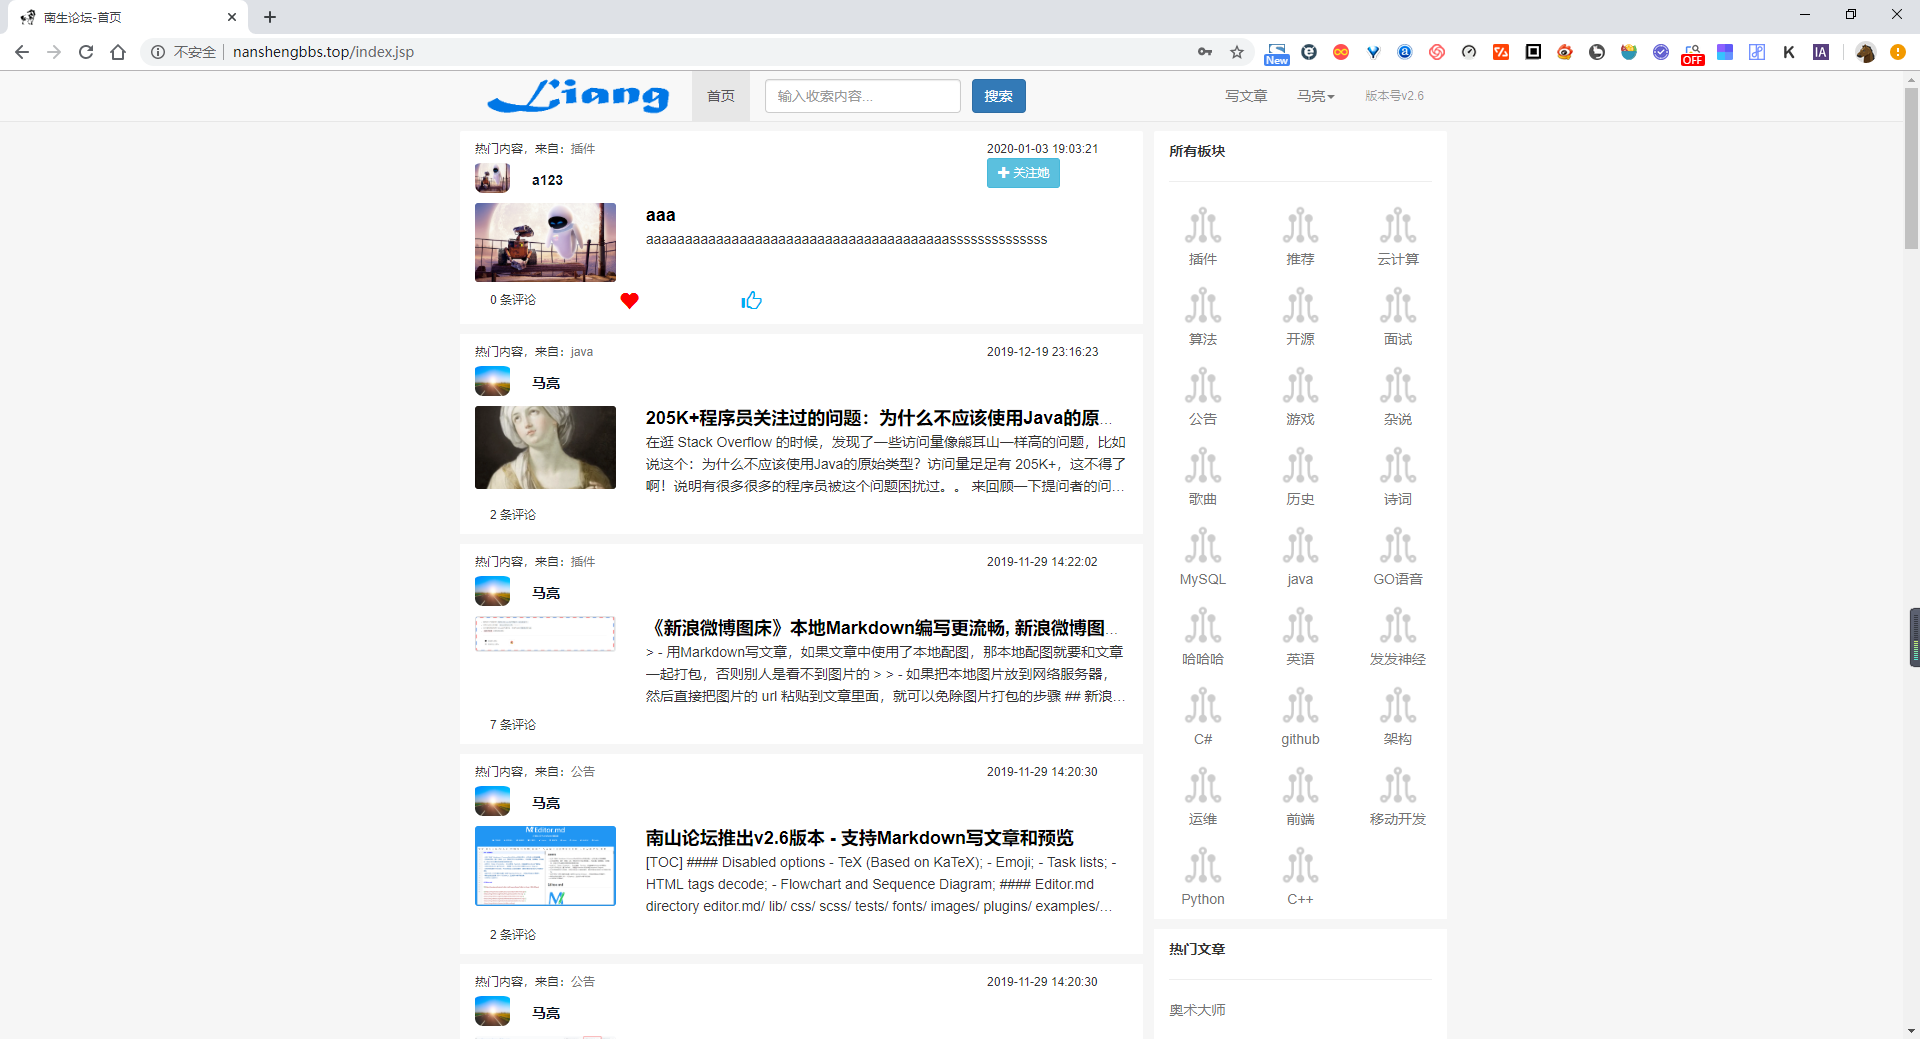 南生论坛-首页
不安全 | nanshengbbs.top/index.jsp
New
OFF
K
IA
Liang
首页
输入收索内容...
搜索
写文章
马亮
版本号v2.6
热门内容，来自：插件
2020-01-03 19:03:21
a123
关注她
aaa
aaaaaaaaaaaaaaaaaaaaaaaaaaaaaaaaaaaaaaasssssssssssss
0 条评论
热门内容，来自：java
2019-12-19 23:16:23
马亮
205K+程序员关注过的问题：为什么不应该使用Java的原...
在逛 Stack Overflow 的时候，发现了一些访问量像熊耳山一样高的问题，比如
说这个：为什么不应该使用Java的原始类型？访问量足足有 205K+，这不得了
啊！说明有很多很多的程序员被这个问题困扰过。。 来回顾一下提问者的问...
2 条评论
热门内容，来自：插件
2019-11-29 14:22:02
马亮
《新浪微博图床》本地Markdown编写更流畅, 新浪微博图...
> - 用Markdown写文章，如果文章中使用了本地配图，那本地配图就要和文章
一起打包，否则别人是看不到图片的 > > - 如果把本地图片放到网络服务器，
然后直接把图片的 url 粘贴到文章里面，就可以免除图片打包的步骤 ## 新浪...
7 条评论
热门内容，来自：公告
2019-11-29 14:20:30
马亮
Editor.md
南山论坛推出v2.6版本 - 支持Markdown写文章和预览
[TOC] #### Disabled options - TeX (Based on KaTeX); - Emoji; - Task lists; -
HTML tags decode; - Flowchart and Sequence Diagram; #### Editor.md
directory editor.md/ lib/ css/ scss/ tests/ fonts/ images/ plugins/ examples/...
2 条评论
热门内容，来自：公告
2019-11-29 14:20:30
马亮
所有板块
插件 推荐 云计算
算法 开源 面试
公告 游戏 杂说
歌曲 历史 诗词
MySQL java GO语音
哈哈哈 英语 发发神经
C# github 架构
运维 前端 移动开发
Python C++
热门文章
奥术大师